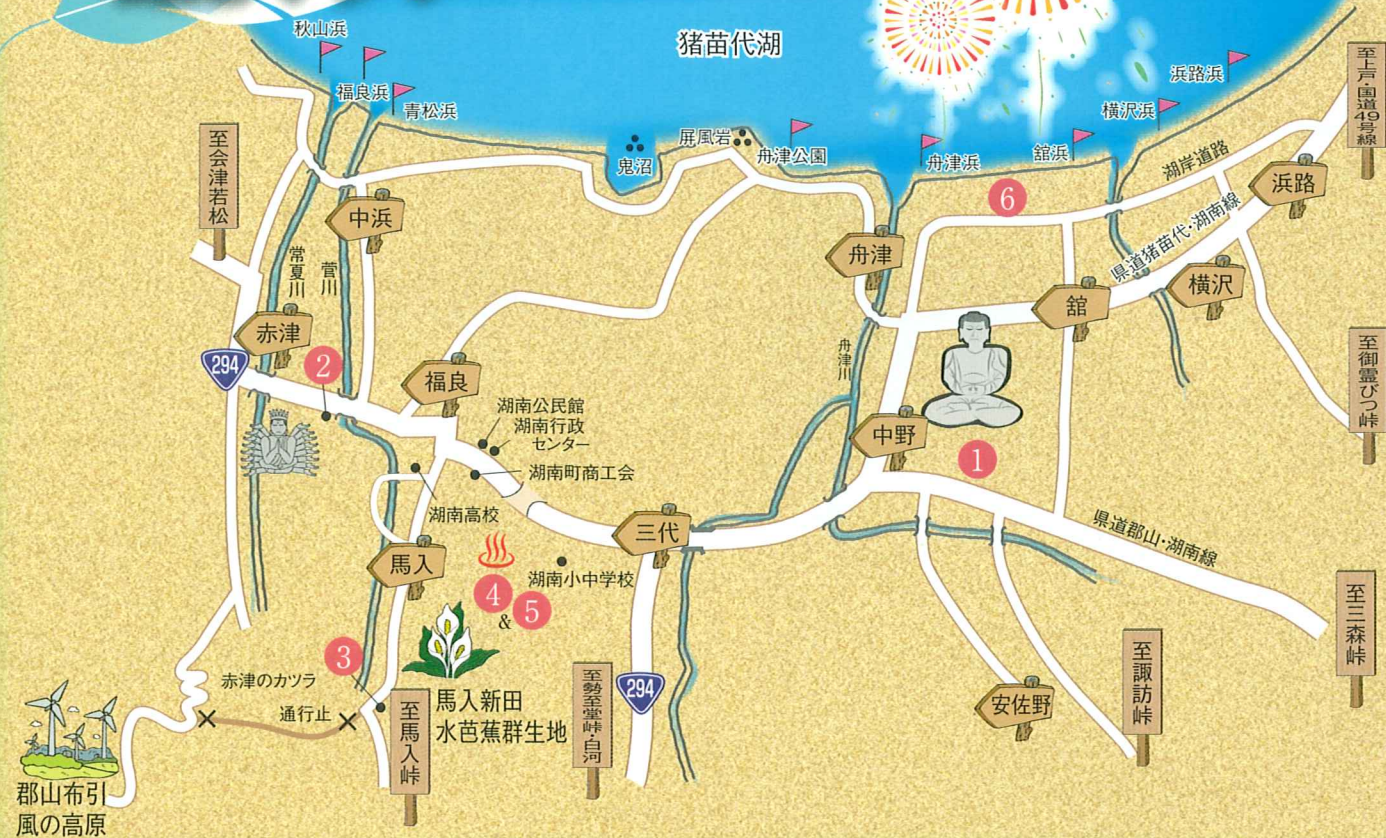 秋山浜
福良浜
青松浜
猪苗代湖
鬼沼
屏風岩
舟津公園
舟津浜
舘浜
横沢浜
浜路浜
至上戸・国道49号線
至会津若松
中浜
常夏川
菅川
湖岸道路
県道猪苗代・湖南線
浜路
6
舟津
舘
横沢
赤津
294
2
福良
舟津川
至御霊びつ峠
湖南公民館
湖南行政
センター
湖南町商工会
湖南高校
中野
1
県道郡山・湖南線
馬入
三代
湖南小中学校
4
&
5
至三森峠
3
赤津のカツラ
通行止
至馬入峠
馬入新田
水芭蕉群生地
至勢至堂峠・白河
294
安佐野
至諏訪峠
郡山布引
風の高原